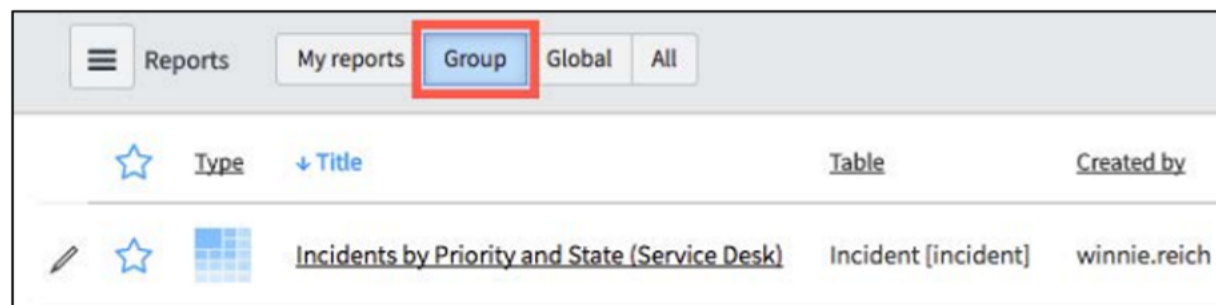 Reports My reports Group Global All
Type ↓ Title Table Created by
Incidents by Priority and State (Service Desk) Incident [incident] winnie.reich